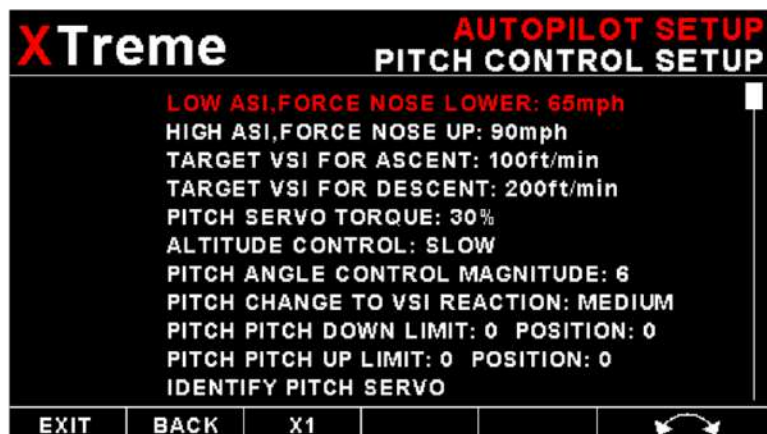 XTreme
AUTOPILOT SETUP
PITCH CONTROL SETUP
LOW ASI,FORCE NOSE LOWER: 65mph
HIGH ASI,FORCE NOSE UP: 90mph
TARGET VSI FOR ASCENT: 100ft/min
TARGET VSI FOR DESCENT: 200ft/min
PITCH SERVO TORQUE: 30%
ALTITUDE CONTROL: SLOW
PITCH ANGLE CONTROL MAGNITUDE: 6
PITCH CHANGE TO VSI REACTION: MEDIUM
PITCH PITCH DOWN LIMIT: 0 POSITION: 0
PITCH PITCH UP LIMIT: 0 POSITION: 0
IDENTIFY PITCH SERVO
EXIT BACK X1